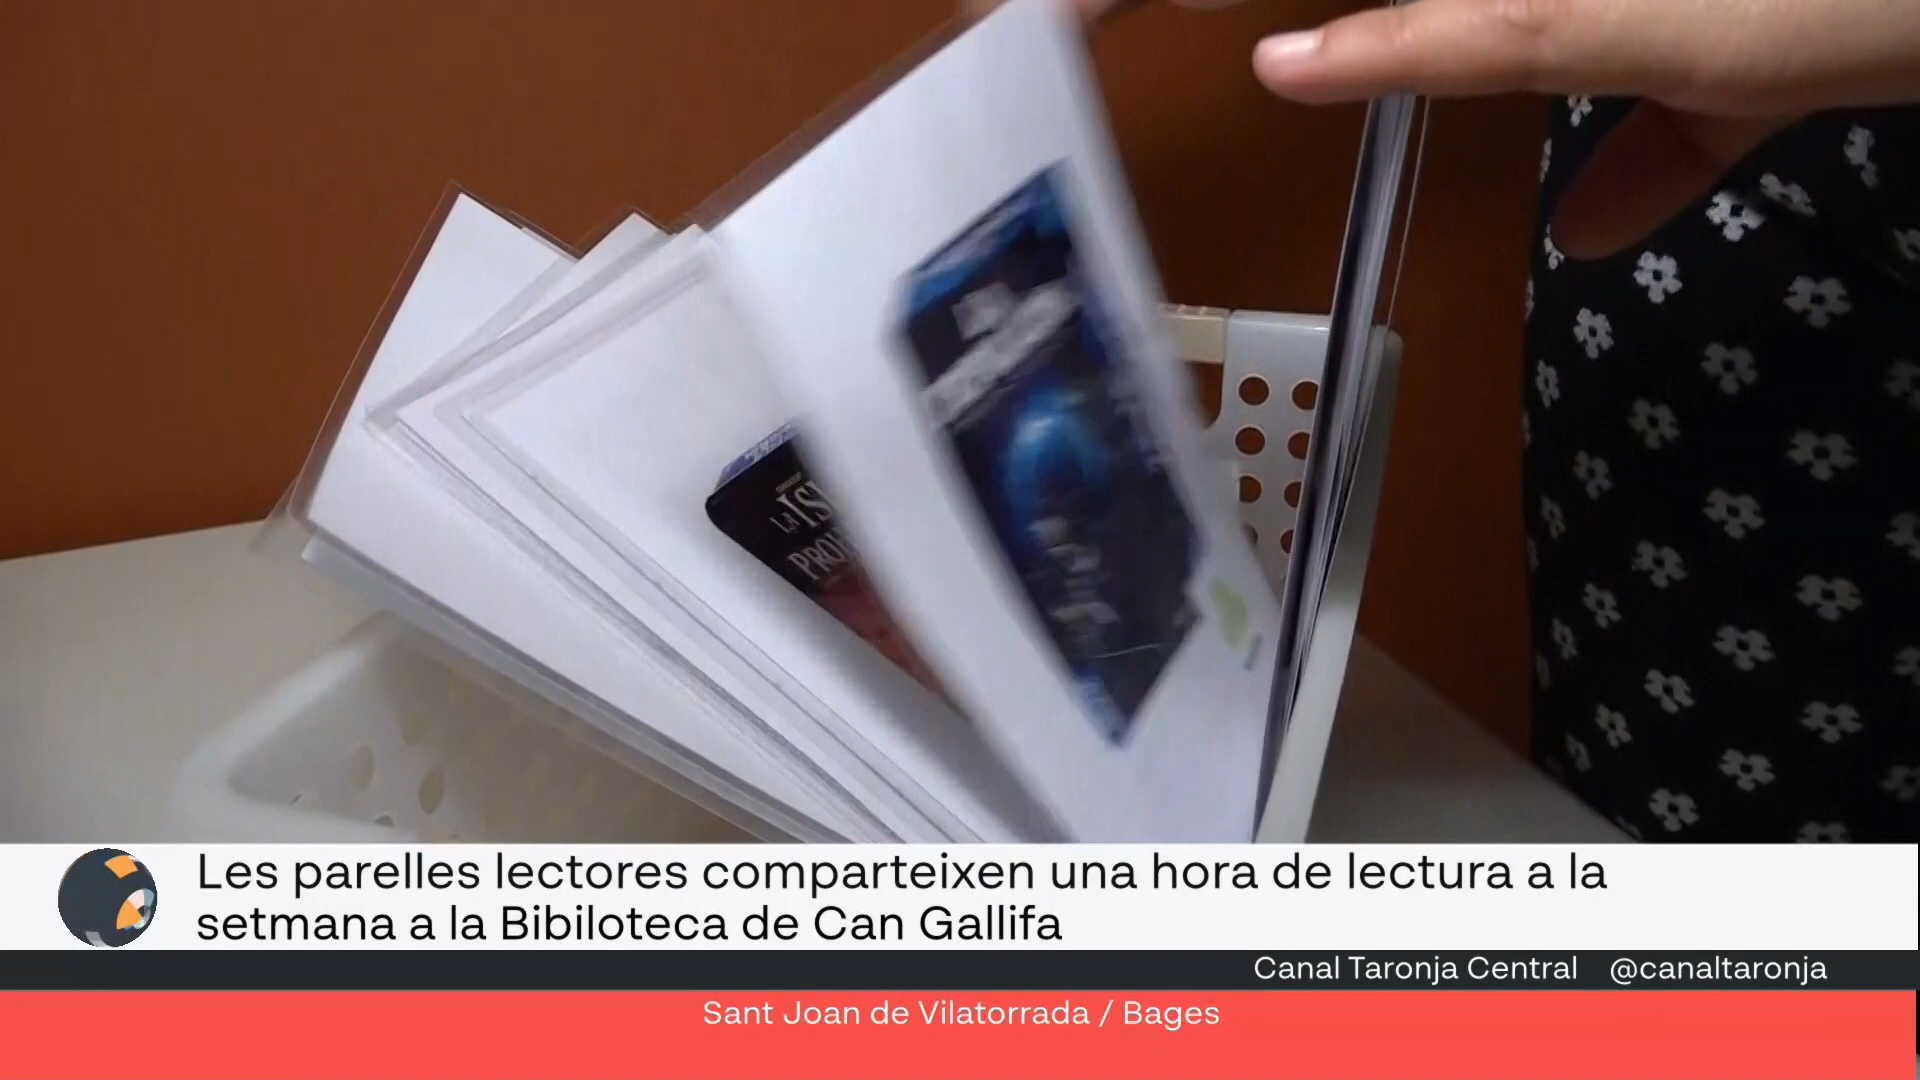 LA
Les parelles lectores comparteixen una hora de lectura a la
setmana a la Bibiloteca de Can Gallifa
Canal Taronja Central @canaltaronja
Sant Joan de Vilatorrada / Bages